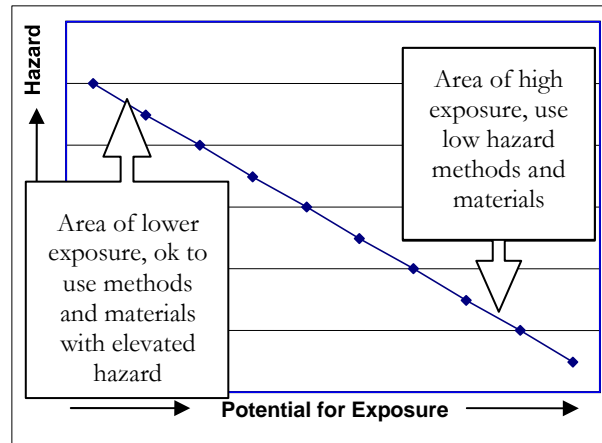 Hazard
Area of high
exposure, use
low hazard
methods and
materials
Area of lower
exposure, ok to
use methods
and materials
with elevated
hazard
Potential for Exposure